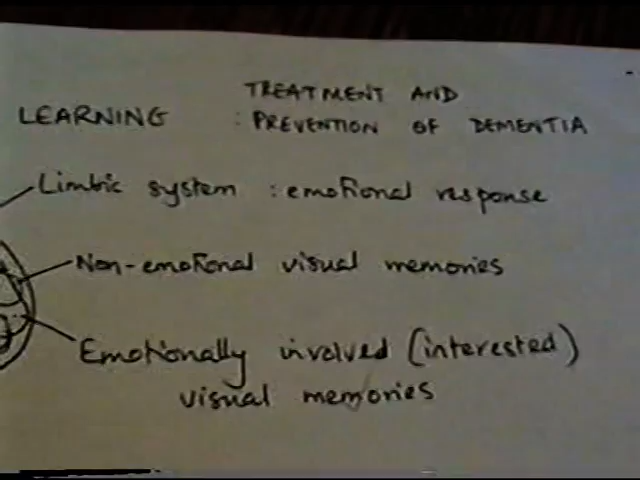 TREATMENT AND
LEARNING : PREVENTION OF DEMENTIA
Limbic system : emotional response
Non-emotional visual memories
Emotionally involved (interested)
visual memories